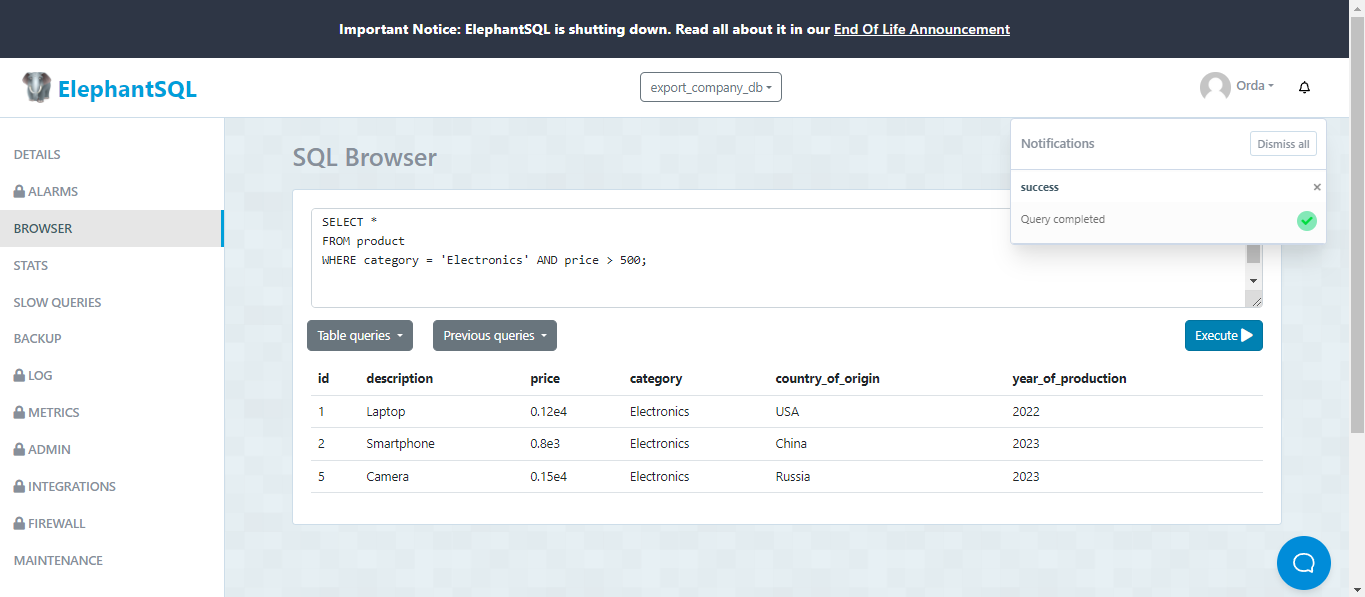 Important Notice: ElephantSQL is shutting down. Read all about it in our End Of Life Announcement
ElephantSQL
export_company_db
Orda
DETAILS
ALARMS
BROWSER
STATS
SLOW QUERIES
BACKUP
LOG
METRICS
ADMIN
INTEGRATIONS
FIREWALL
MAINTENANCE
SQL Browser
Notifications
Dismiss all
success ×
Query completed
SELECT *
FROM product
WHERE category = 'Electronics' AND price > 500;
Table queries Previous queries Execute
id description price category country_of_origin year_of_production
1 Laptop 0.12e4 Electronics USA 2022
2 Smartphone 0.8e3 Electronics China 2023
5 Camera 0.15e4 Electronics Russia 2023